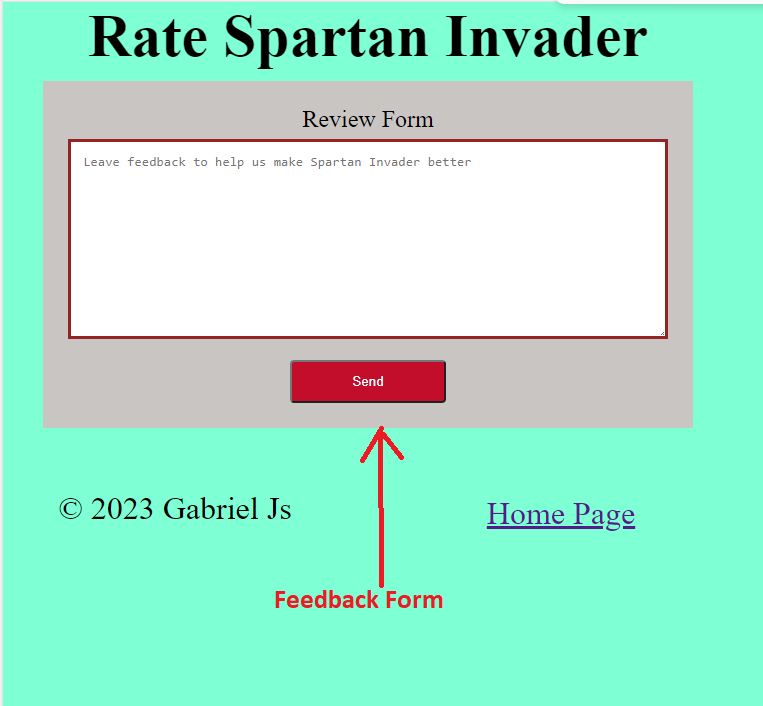 Rate Spartan Invader
Review Form
Leave feedback to help us make Spartan Invader better
Send
© 2023 Gabriel Js
Home Page
Feedback Form